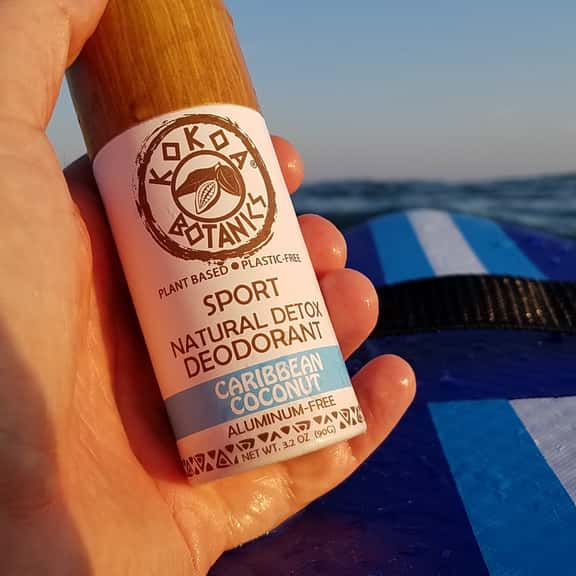 KOKOA®
BOTANIKS
PLANT BASED • PLASTIC-FREE
SPORT
NATURAL DETOX
DEODORANT
CARIBBEAN
COCONUT
ALUMINUM-FREE
NET WT. 3.2 OZ (90G)